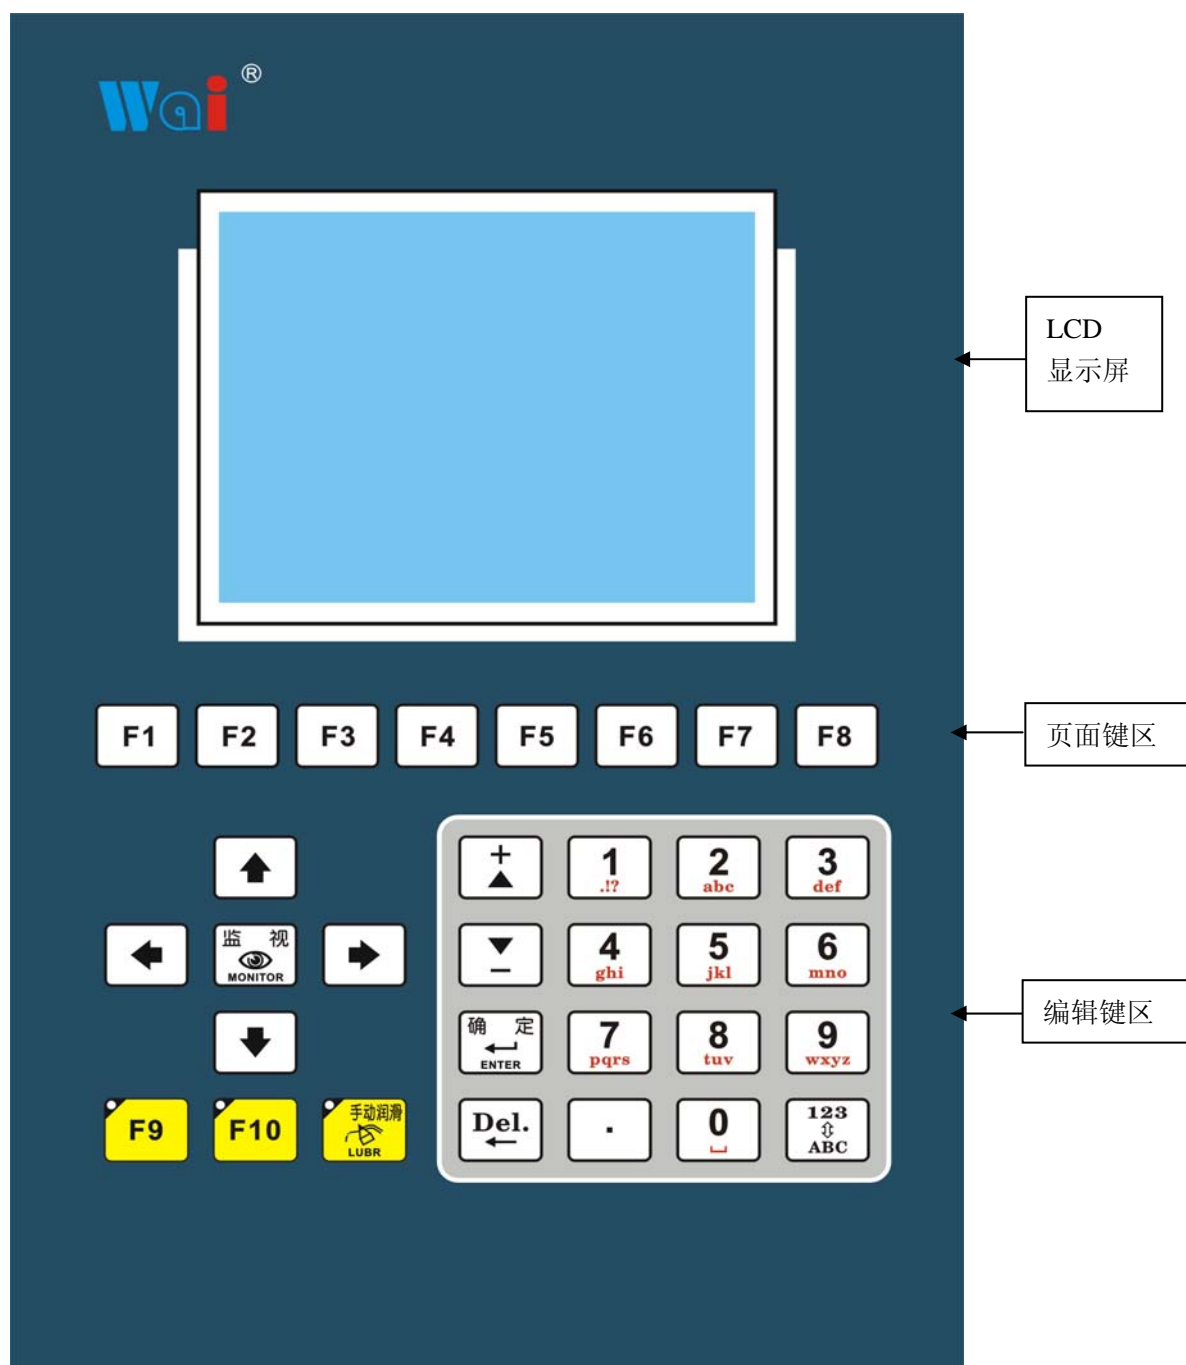 Wai ®
LCD
显示屏
F1 F2 F3 F4 F5 F6 F7 F8
页面键区
+ 1 2 3
.!? abc def
监 视
MONITOR
4 5 6
–
ghi jkl mno
编辑键区
确 定
ENTER
7 8 9
pqrs tuv wxyz
F9 F10 手动润滑
LUBR
Del. . 0 123
ABC